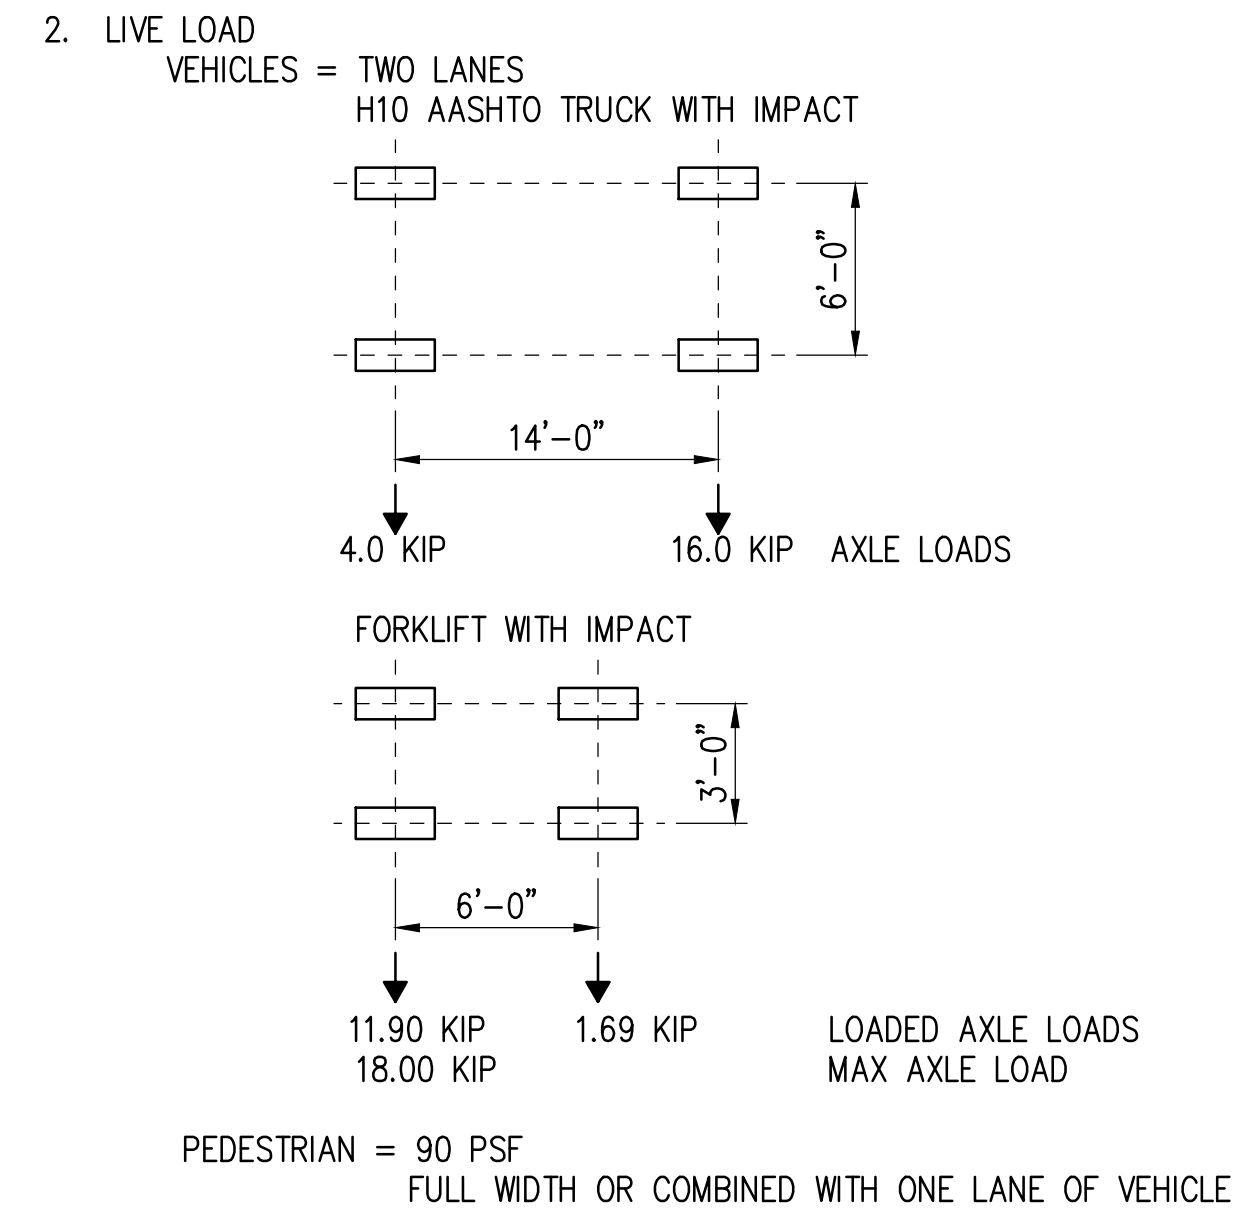 2. LIVE LOAD
VEHICLES = TWO LANES
H10 AASHTO TRUCK WITH IMPACT
6'-0"
14'-0"
4.0 KIP 16.0 KIP AXLE LOADS
FORKLIFT WITH IMPACT
3'-0"
6'-0"
11.90 KIP 1.69 KIP LOADED AXLE LOADS
18.00 KIP MAX AXLE LOAD
PEDESTRIAN = 90 PSF
FULL WIDTH OR COMBINED WITH ONE LANE OF VEHICLE